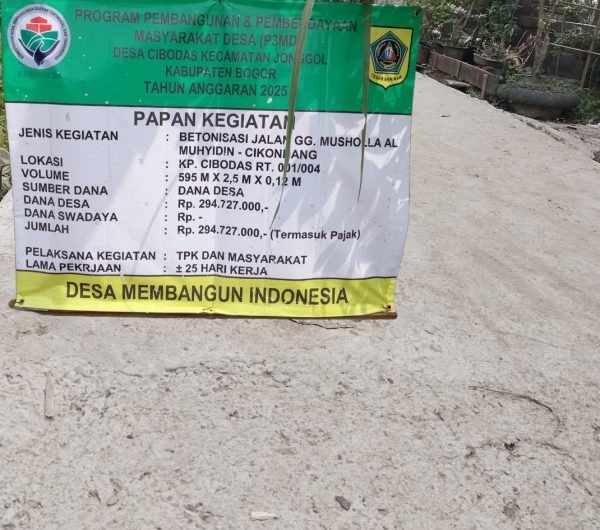 PROGRAM PEMBANGUNAN & PEMBERDAYAAN
MASYARAKAT DESA (P3MD)
DESA CIBODAS KECAMATAN JONGGOL
KABUPATEN BOGOR
TAHUN ANGGARAN 2025
PAPAN KEGIATAN
JENIS KEGIATAN : BETONISASI JALAN GG. MUSHOLLA AL
MUHYIDIN - CIKONENANG
LOKASI : KP. CIBODAS RT. 001/004
VOLUME : 595 M X 2,5 M X 0,12 M
SUMBER DANA : DANA DESA
DANA DESA : Rp. 294.727.000,-
DANA SWADAYA : Rp. -
JUMLAH : Rp. 294.727.000,- (Termasuk Pajak)
PELAKSANA KEGIATAN : TPK DAN MASYARAKAT
LAMA PEKRJAAN : ± 25 HARI KERJA
DESA MEMBANGUN INDONESIA